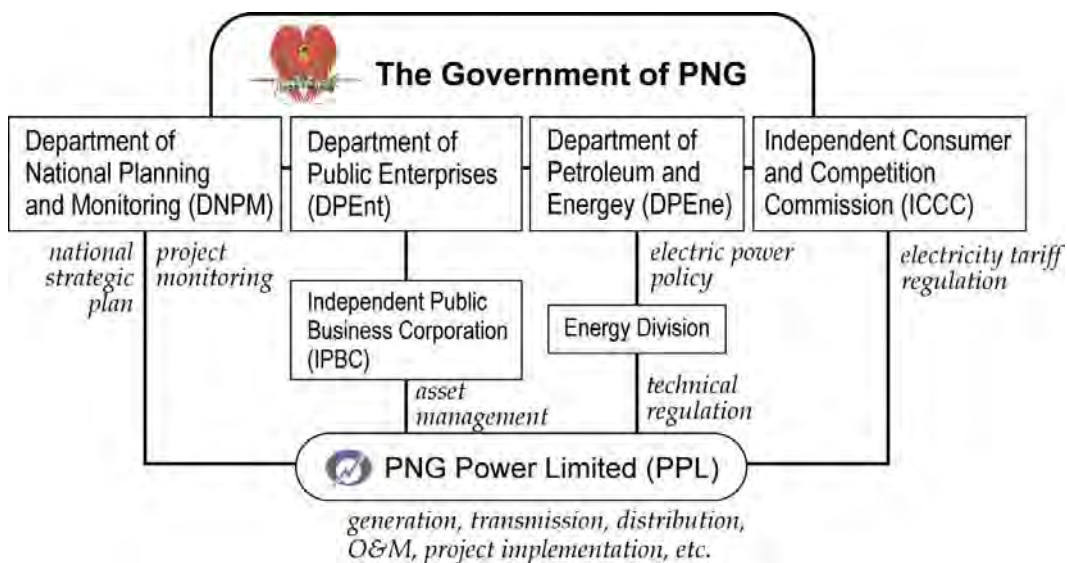 The Government of PNG
Department of
National Planning
and Monitoring (DNPM)
Department of
Public Enterprises
(DPEnt)
Department of
Petroleum and
Energey (DPEne)
Independent Consumer
and Competition
Commission (ICCC)
national
strategic
plan
project
monitoring
electric power
policy
electricity tariff
regulation
Independent Public
Business Corporation
(IPBC)
Energy Division
asset
management
technical
regulation
PNG Power Limited (PPL)
generation, transmission, distribution,
O&M, project implementation, etc.